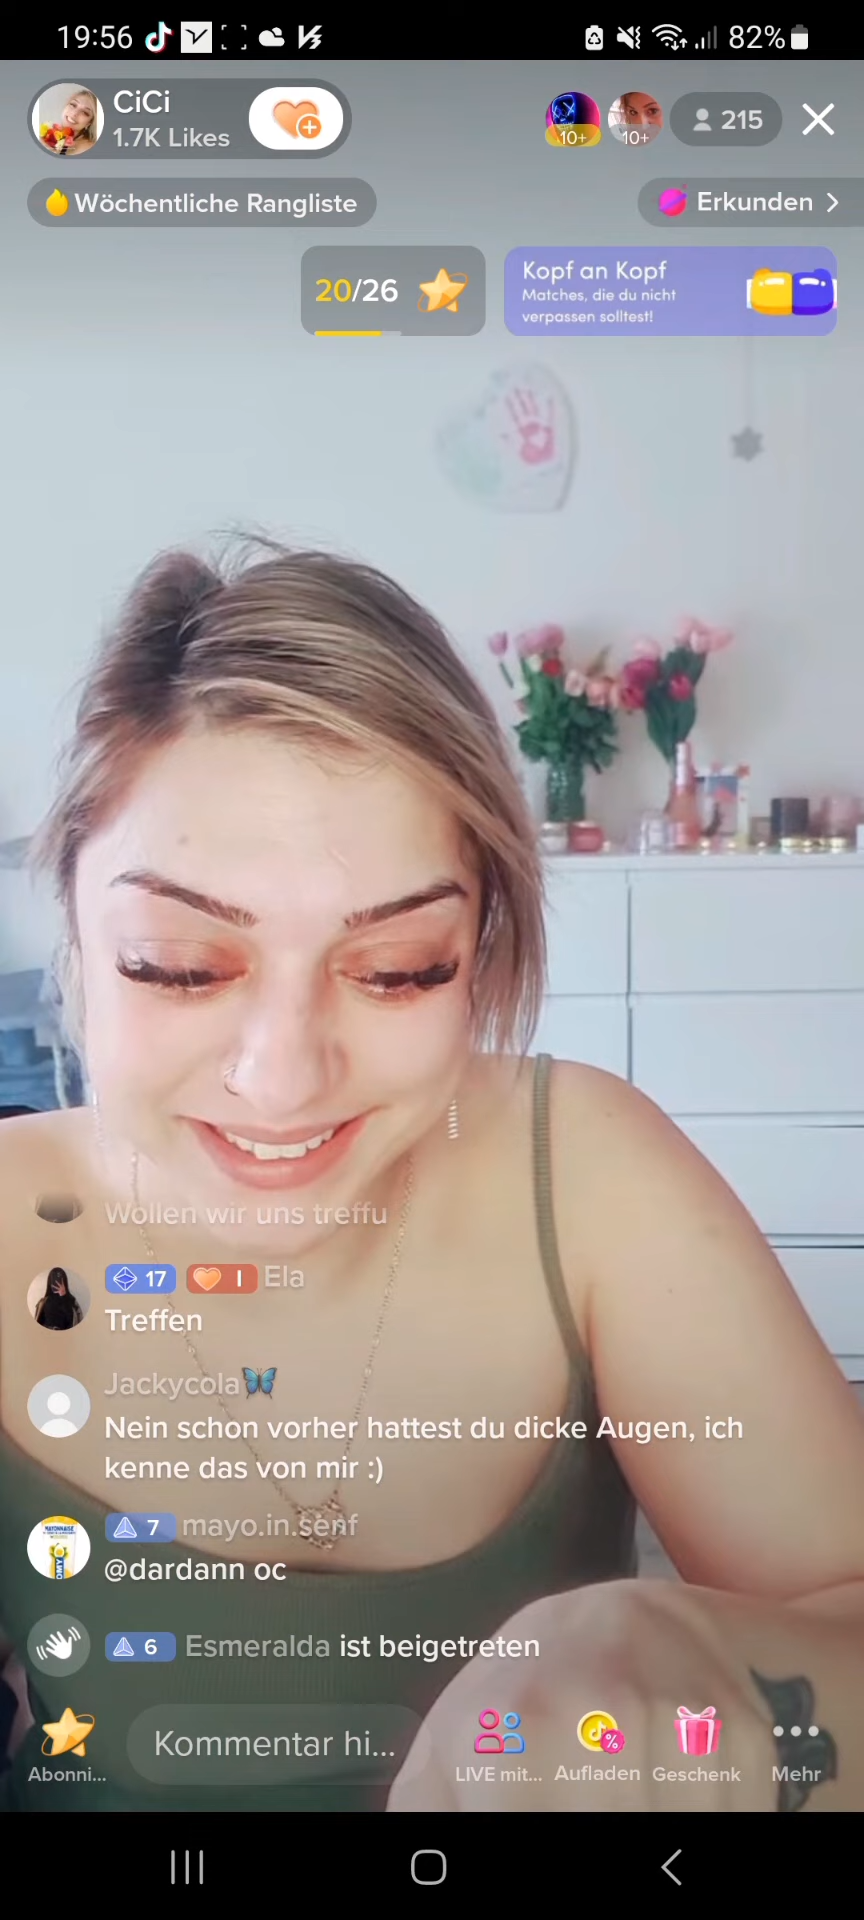 19:56
82%
CiCi
1.7K Likes
10+
10+
215
Wöchentliche Rangliste
Erkunden
20/26
Kopf an Kopf
Matches, die du nicht
verpassen solltest!
Wollen wir uns treffu
17 I Ela
Treffen
Jackycola
Nein schon vorher hattest du dicke Augen, ich
kenne das von mir :)
7 mayo.in.senf
@dardann oc
6 Esmeralda ist beigetreten
Kommentar hi...
Abonni...
LIVE mit...
Aufladen
Geschenk
Mehr